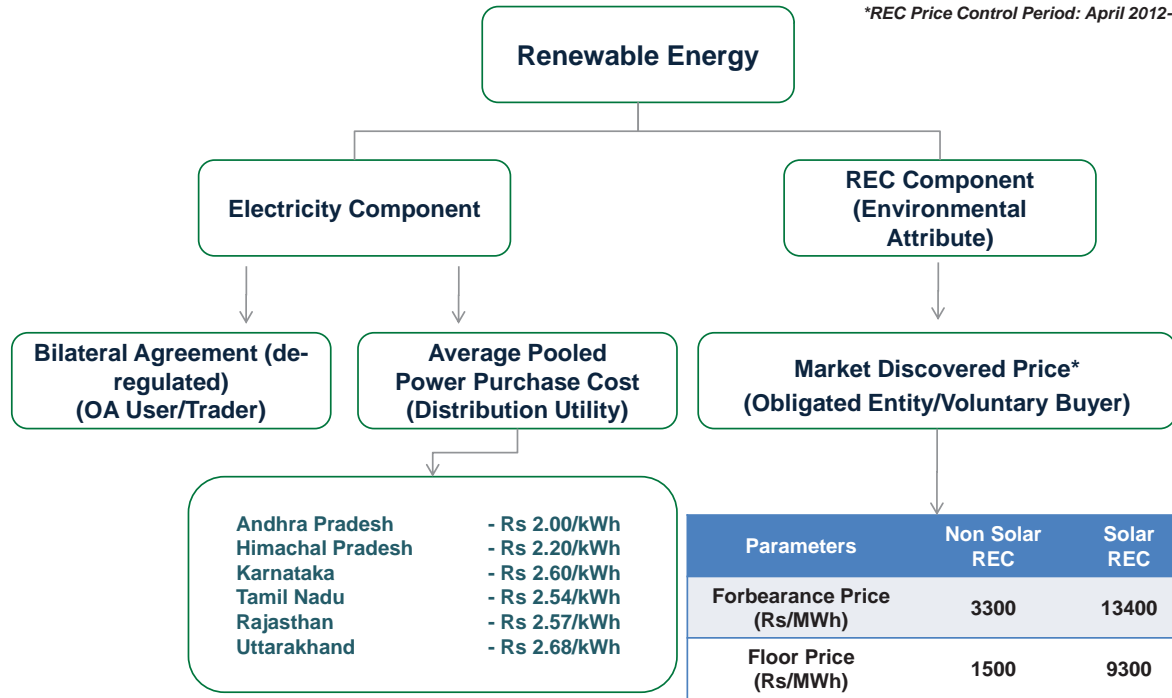 *REC Price Control Period: April 2012-
Renewable Energy
Electricity Component
REC Component
(Environmental
Attribute)
Bilateral Agreement (de-
regulated)
(OA User/Trader)
Average Pooled
Power Purchase Cost
(Distribution Utility)
Market Discovered Price*
(Obligated Entity/Voluntary Buyer)
Andhra Pradesh - Rs 2.00/kWh
Himachal Pradesh - Rs 2.20/kWh
Karnataka - Rs 2.60/kWh
Tamil Nadu - Rs 2.54/kWh
Rajasthan - Rs 2.57/kWh
Uttarakhand - Rs 2.68/kWh
Parameters Non Solar REC Solar REC
Forbearance Price (Rs/MWh) 3300 13400
Floor Price (Rs/MWh) 1500 9300